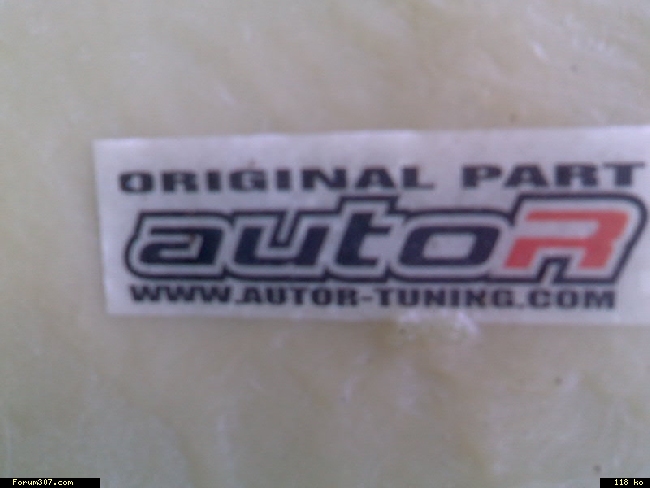 ORIGINAL PART
autoR
WWW.AUTOR-TUNING.COM
Forum307.com
118 ko